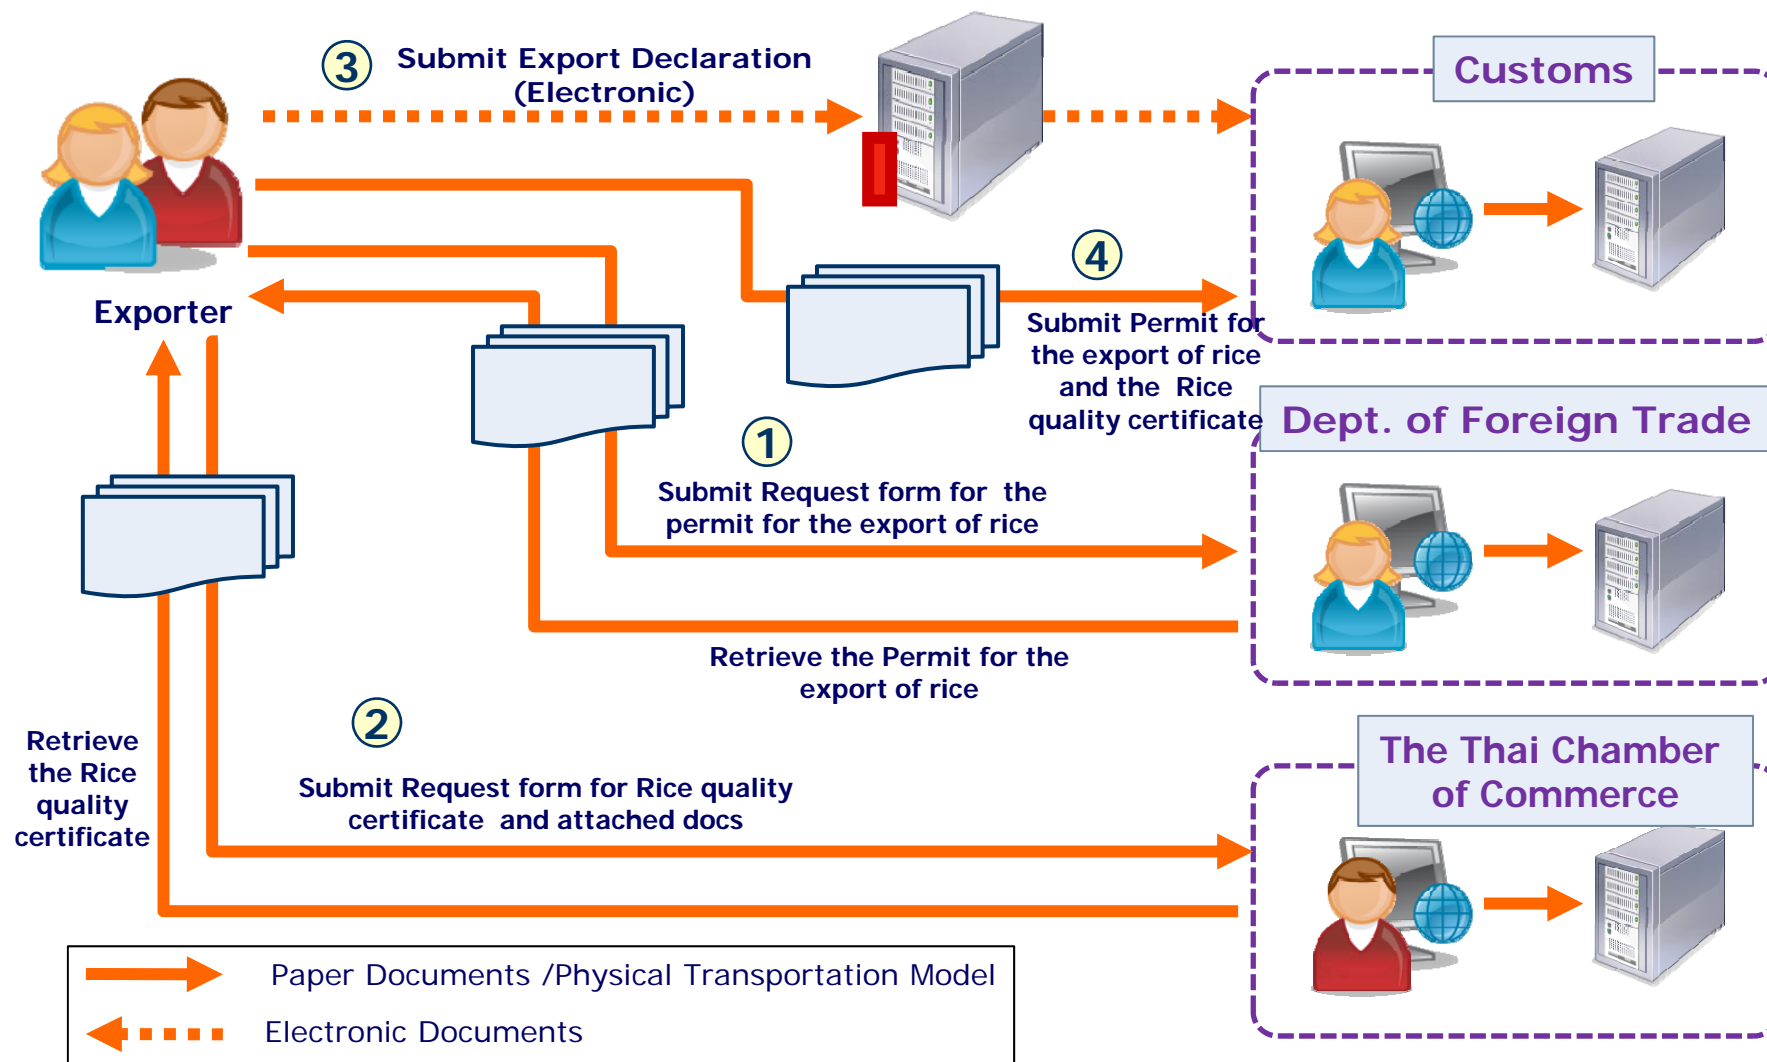 3
Submit Export Declaration
(Electronic)
Customs
Exporter
4
Submit Permit for
the export of rice
and the Rice
quality certificate
Dept. of Foreign Trade
1
Submit Request form for the
permit for the export of rice
Retrieve the Permit for the
export of rice
2
Retrieve
the Rice
quality
certificate
Submit Request form for Rice quality
certificate and attached docs
The Thai Chamber
of Commerce
Paper Documents /Physical Transportation Model
Electronic Documents